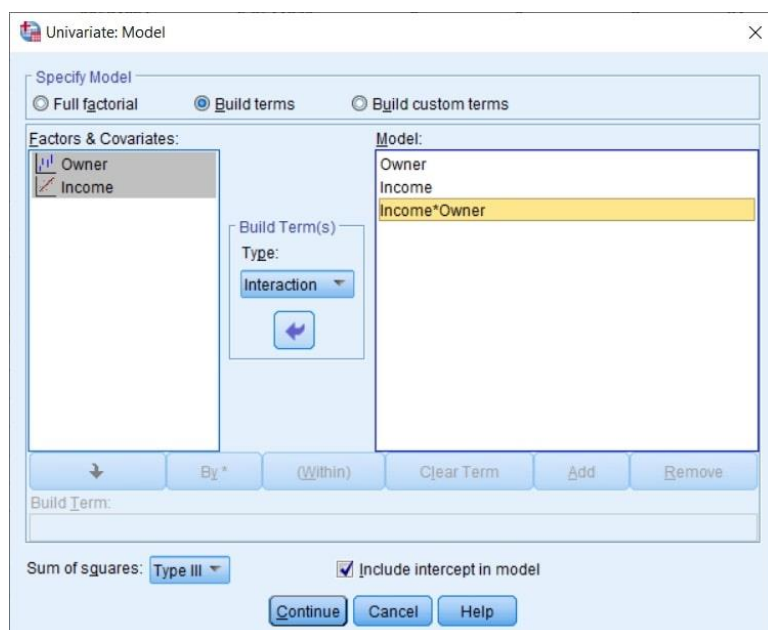 Univariate: Model
Specify Model
Full factorial Build terms Build custom terms
Factors & Covariates: Model:
Owner
Income
Build Term(s)
Type:
Interaction
Owner
Income
Income*Owner
By * (Within) Clear Term Add Remove
Build Term:
Sum of squares: Type III Include intercept in model
Continue Cancel Help